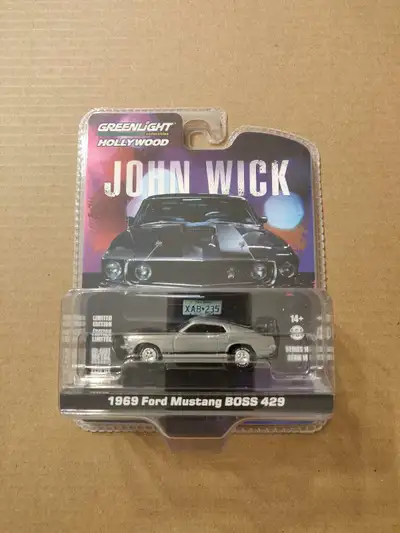 GREENLIGHT
HOLLYWOOD
JOHN WICK
XAB•235
LIMITED
EDITION
14+
1969 Ford Mustang BOSS 429